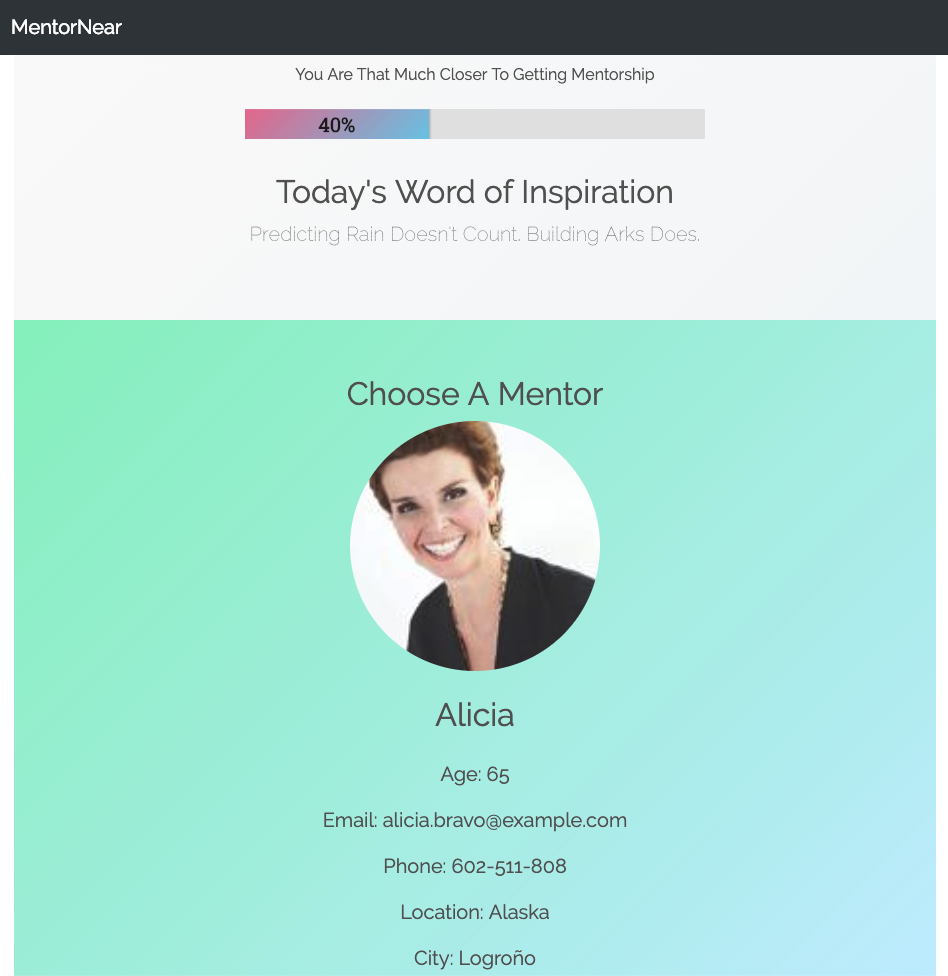 MentorNear
You Are That Much Closer To Getting Mentorship
40%
Today's Word of Inspiration
Predicting Rain Doesn't Count. Building Arks Does.
Choose A Mentor
Alicia
Age: 65
Email: alicia.bravo@example.com
Phone: 602-511-808
Location: Alaska
City: Logroño